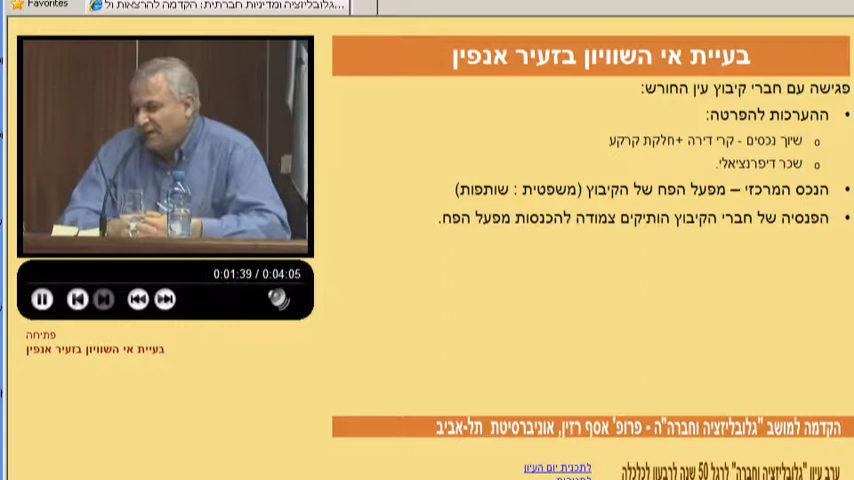 Favorites
גלובליזציה ומדיניות חברתית: הקדמה להרצאות ול...
בעיית אי השוויון בזעיר אנפין
פגישה עם חברי קיבוץ עין החורש:
• ההערכות להפרטה:
o שיוך נכסים - קרי דירה +חלקת קרקע
o שכר דיפרנציאלי.
• הנכס המרכזי – מפעל הפח של הקיבוץ (משפטית : שותפות)
• הפנסיה של חברי הקיבוץ הותיקים צמודה להכנסות מפעל הפח.
0:01:39 / 0:04:05
פתיחה
בעיית אי השוויון בזעיר אנפין
הקדמה למושב "גלובליזציה וחברה"ה - פרופ' אסף רזין, אוניברסיטת תל-אביב
ערב עיון "גלובליזציה וחברה" לרגל 50 שנה לרבעון לכלכלה
לתכנית יום העיון